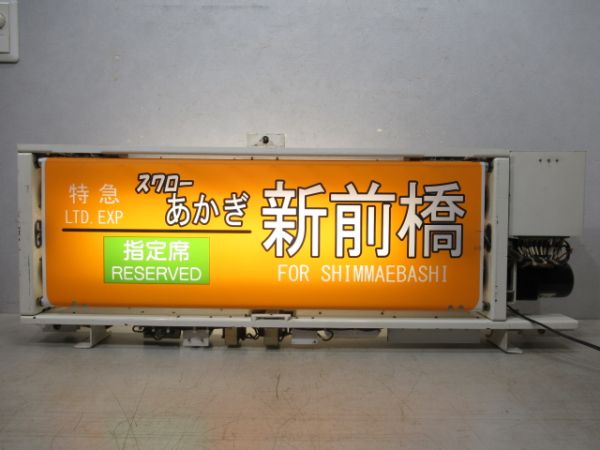 特急
LTD. EXP
スワロー
あかぎ
新前橋
FOR SHIMMAEBASHI
指定席
RESERVED